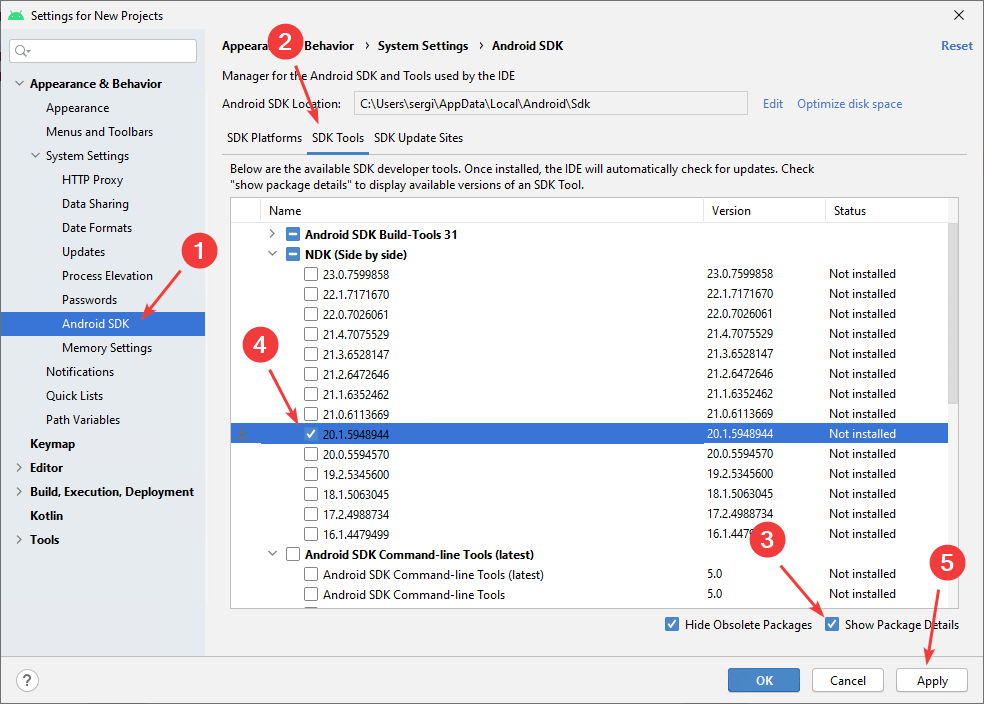 Settings for New Projects
Appearance & Behavior
Appearance
Menus and Toolbars
System Settings
HTTP Proxy
Data Sharing
Date Formats
Updates
Process Elevation
Passwords
Android SDK
Memory Settings
Notifications
Quick Lists
Path Variables
Keymap
Editor
Build, Execution, Deployment
Kotlin
Tools
1
2
Behavior › System Settings › Android SDK Reset
Manager for the Android SDK and Tools used by the IDE
Android SDK Location: C:\Users\sergi\AppData\Local\Android\Sdk Edit Optimize disk space
SDK Platforms SDK Tools SDK Update Sites
Below are the available SDK developer tools. Once installed, the IDE will automatically check for updates. Check
"show package details" to display available versions of an SDK Tool.
Name Version Status
Android SDK Build-Tools 31
NDK (Side by side)
23.0.7599858 23.0.7599858 Not installed
22.1.7171670 22.1.7171670 Not installed
22.0.7026061 22.0.7026061 Not installed
21.4.7075529 21.4.7075529 Not installed
4
21.3.6528147 21.3.6528147 Not installed
21.2.6472646 21.2.6472646 Not installed
21.1.6352462 21.1.6352462 Not installed
21.0.6113669 21.0.6113669 Not installed
20.1.5948944 20.1.5948944 Not installed
20.0.5594570 20.0.5594570 Not installed
19.2.5345600 19.2.5345600 Not installed
18.1.5063045 18.1.5063045 Not installed
17.2.4988734 17.2.4988734 Not installed
16.1.4479499 Not installed
3
Android SDK Command-line Tools (latest)
5
Android SDK Command-line Tools (latest) 5.0 Not installed
Android SDK Command-line Tools 5.0 Not installed
Hide Obsolete Packages Show Package Details
? OK Cancel Apply